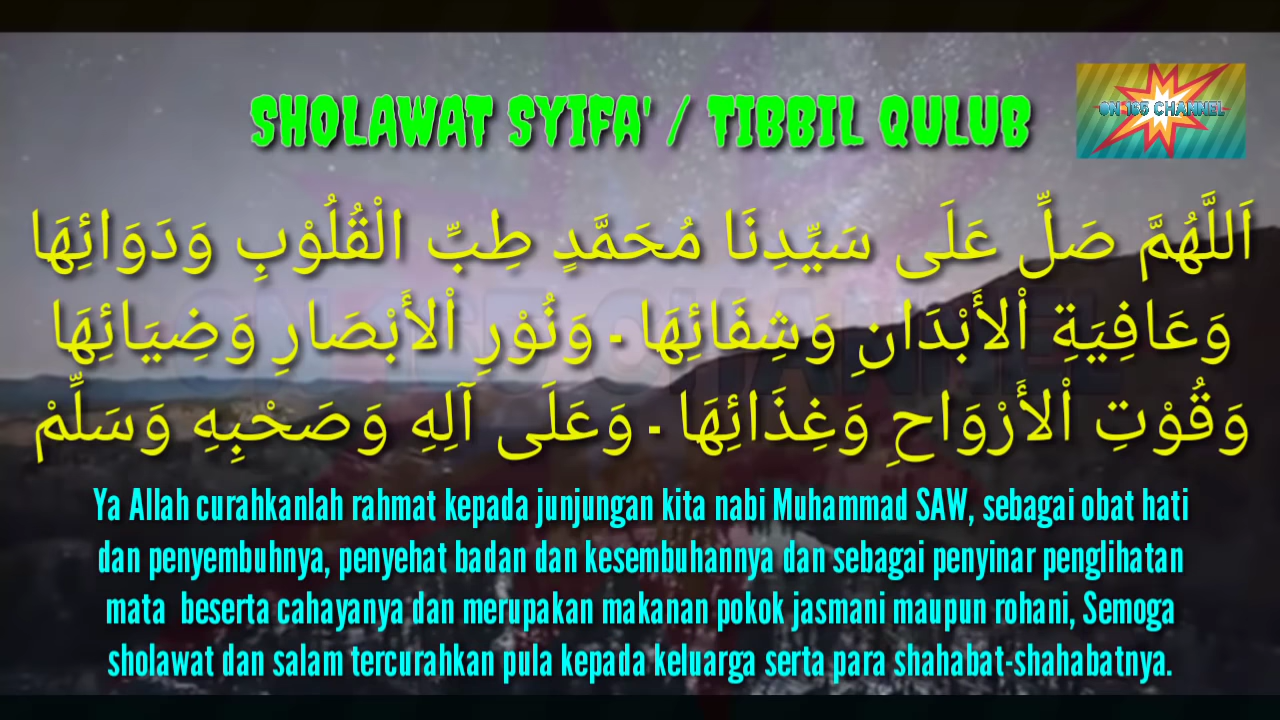 SHOLAWAT SYIFA' / TIBBIL QULUB
ON 165 CHANNEL
اَللَّهُمَّ صَلِّ عَلَى سَيِّدِنَا مُحَمَّدٍ طِبِّ الْقُلُوْبِ وَدَوَائِهَا
وَعَافِيَةِ اْلأَبْدَانِ وَشِفَائِهَا - وَنُوْرِ اْلأَبْصَارِ وَضِيَائِهَا
وَقُوْتِ اْلأَرْوَاحِ وَغِذَائِهَا - وَعَلَى آلِهِ وَصَحْبِهِ وَسَلِّمْ
Ya Allah curahkanlah rahmat kepada junjungan kita nabi Muhammad SAW, sebagai obat hati
dan penyembuhnya, penyehat badan dan kesembuhannya dan sebagai penyinar penglihatan
mata beserta cahayanya dan merupakan makanan pokok jasmani maupun rohani, Semoga
sholawat dan salam tercurahkan pula kepada keluarga serta para shahabat-shahabatnya.